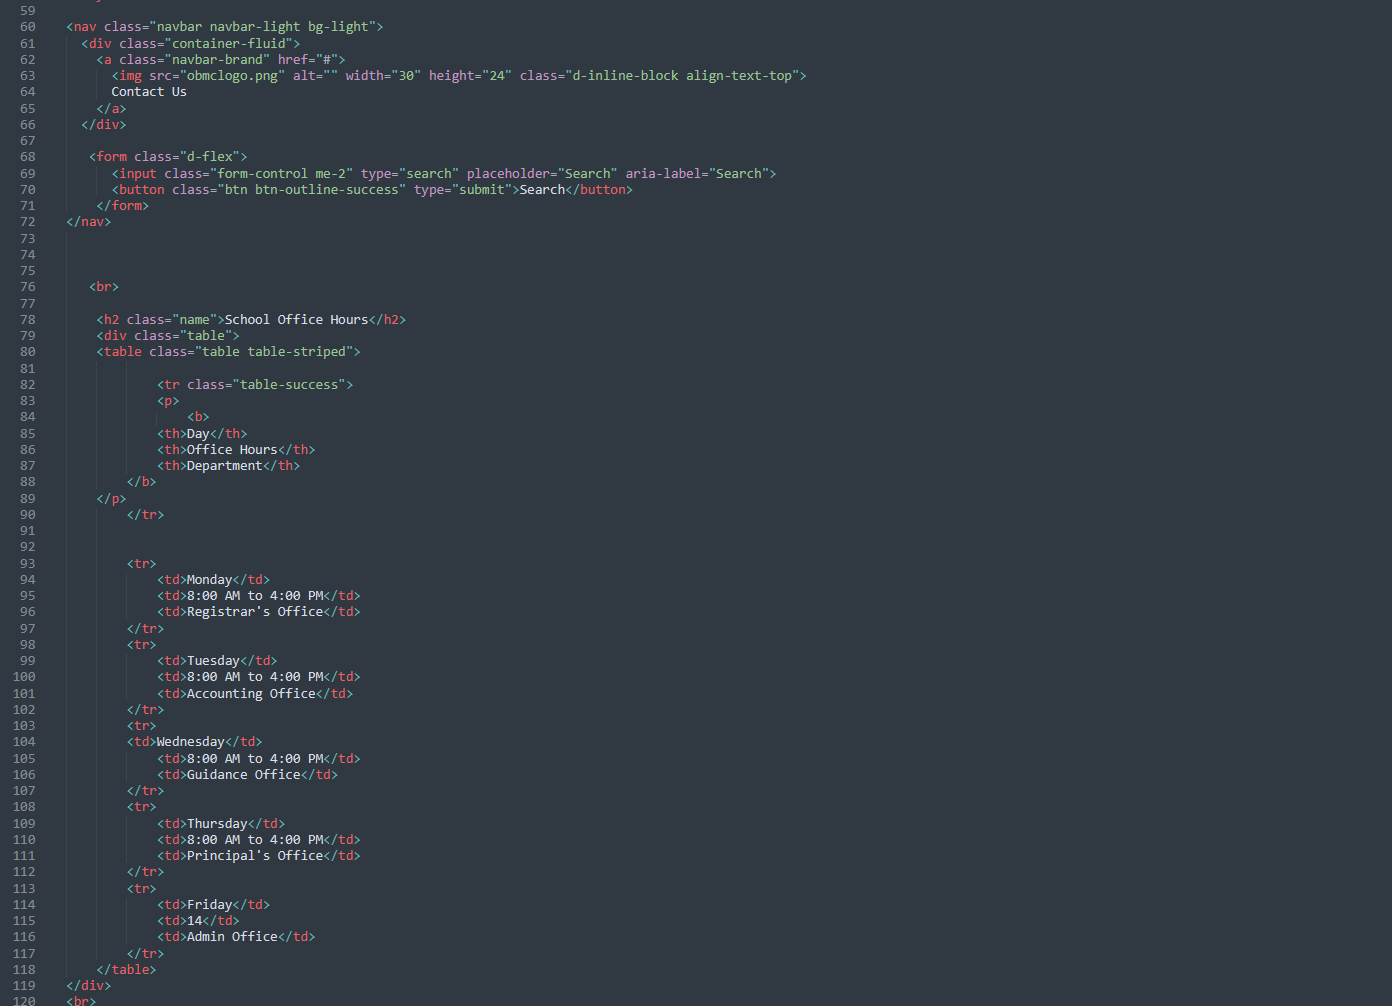 59
60 <nav class="navbar navbar-light bg-light">
61 <div class="container-fluid">
62 <a class="navbar-brand" href="#">
63 <img src="obmclogo.png" alt="" width="30" height="24" class="d-inline-block align-text-top">
64 Contact Us
65 </a>
66 </div>
67
68 <form class="d-flex">
69 <input class="form-control me-2" type="search" placeholder="Search" aria-label="Search">
70 <button class="btn btn-outline-success" type="submit">Search</button>
71 </form>
72 </nav>
73
74
75
76 <br>
77
78 <h2 class="name">School Office Hours</h2>
79 <div class="table">
80 <table class="table table-striped">
81
82 <tr class="table-success">
83 <p>
84 <b>
85 <th>Day</th>
86 <th>Office Hours</th>
87 <th>Department</th>
88 </b>
89 </p>
90 </tr>
91
92
93 <tr>
94 <td>Monday</td>
95 <td>8:00 AM to 4:00 PM</td>
96 <td>Registrar's Office</td>
97 </tr>
98 <tr>
99 <td>Tuesday</td>
100 <td>8:00 AM to 4:00 PM</td>
101 <td>Accounting Office</td>
102 </tr>
103 <tr>
104 <td>Wednesday</td>
105 <td>8:00 AM to 4:00 PM</td>
106 <td>Guidance Office</td>
107 </tr>
108 <tr>
109 <td>Thursday</td>
110 <td>8:00 AM to 4:00 PM</td>
111 <td>Principal's Office</td>
112 </tr>
113 <tr>
114 <td>Friday</td>
115 <td>14</td>
116 <td>Admin Office</td>
117 </tr>
118 </table>
119 </div>
120 <br>